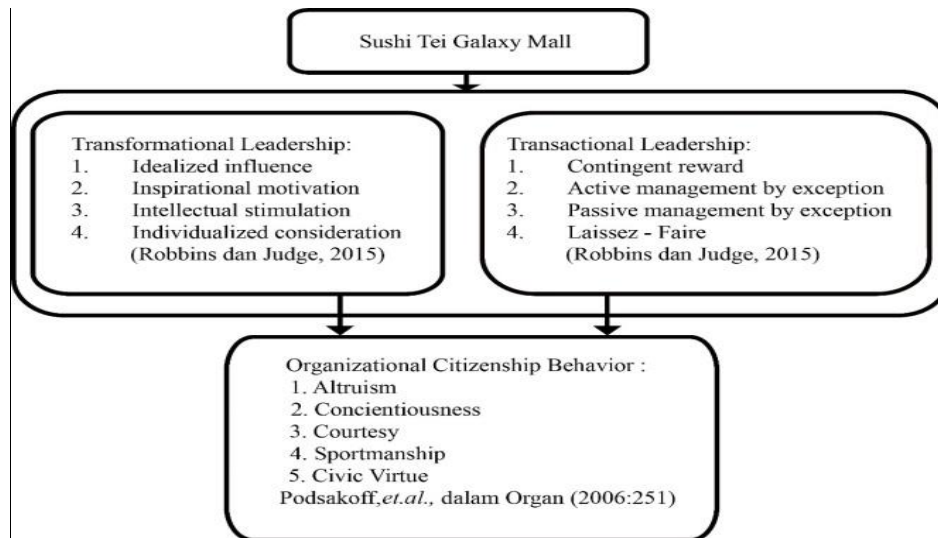 Sushi Tei Galaxy Mall
Transformational Leadership:
1. Idealized influence
2. Inspirational motivation
3. Intellectual stimulation
4. Individualized consideration
(Robbins dan Judge, 2015)
Transactional Leadership:
1. Contingent reward
2. Active management by exception
3. Passive management by exception
4. Laissez - Faire
(Robbins dan Judge, 2015)
Organizational Citizenship Behavior :
1. Altruism
2. Concientiousness
3. Courtesy
4. Sportmanship
5. Civic Virtue
Podsakoff,et.al., dalam Organ (2006:251)